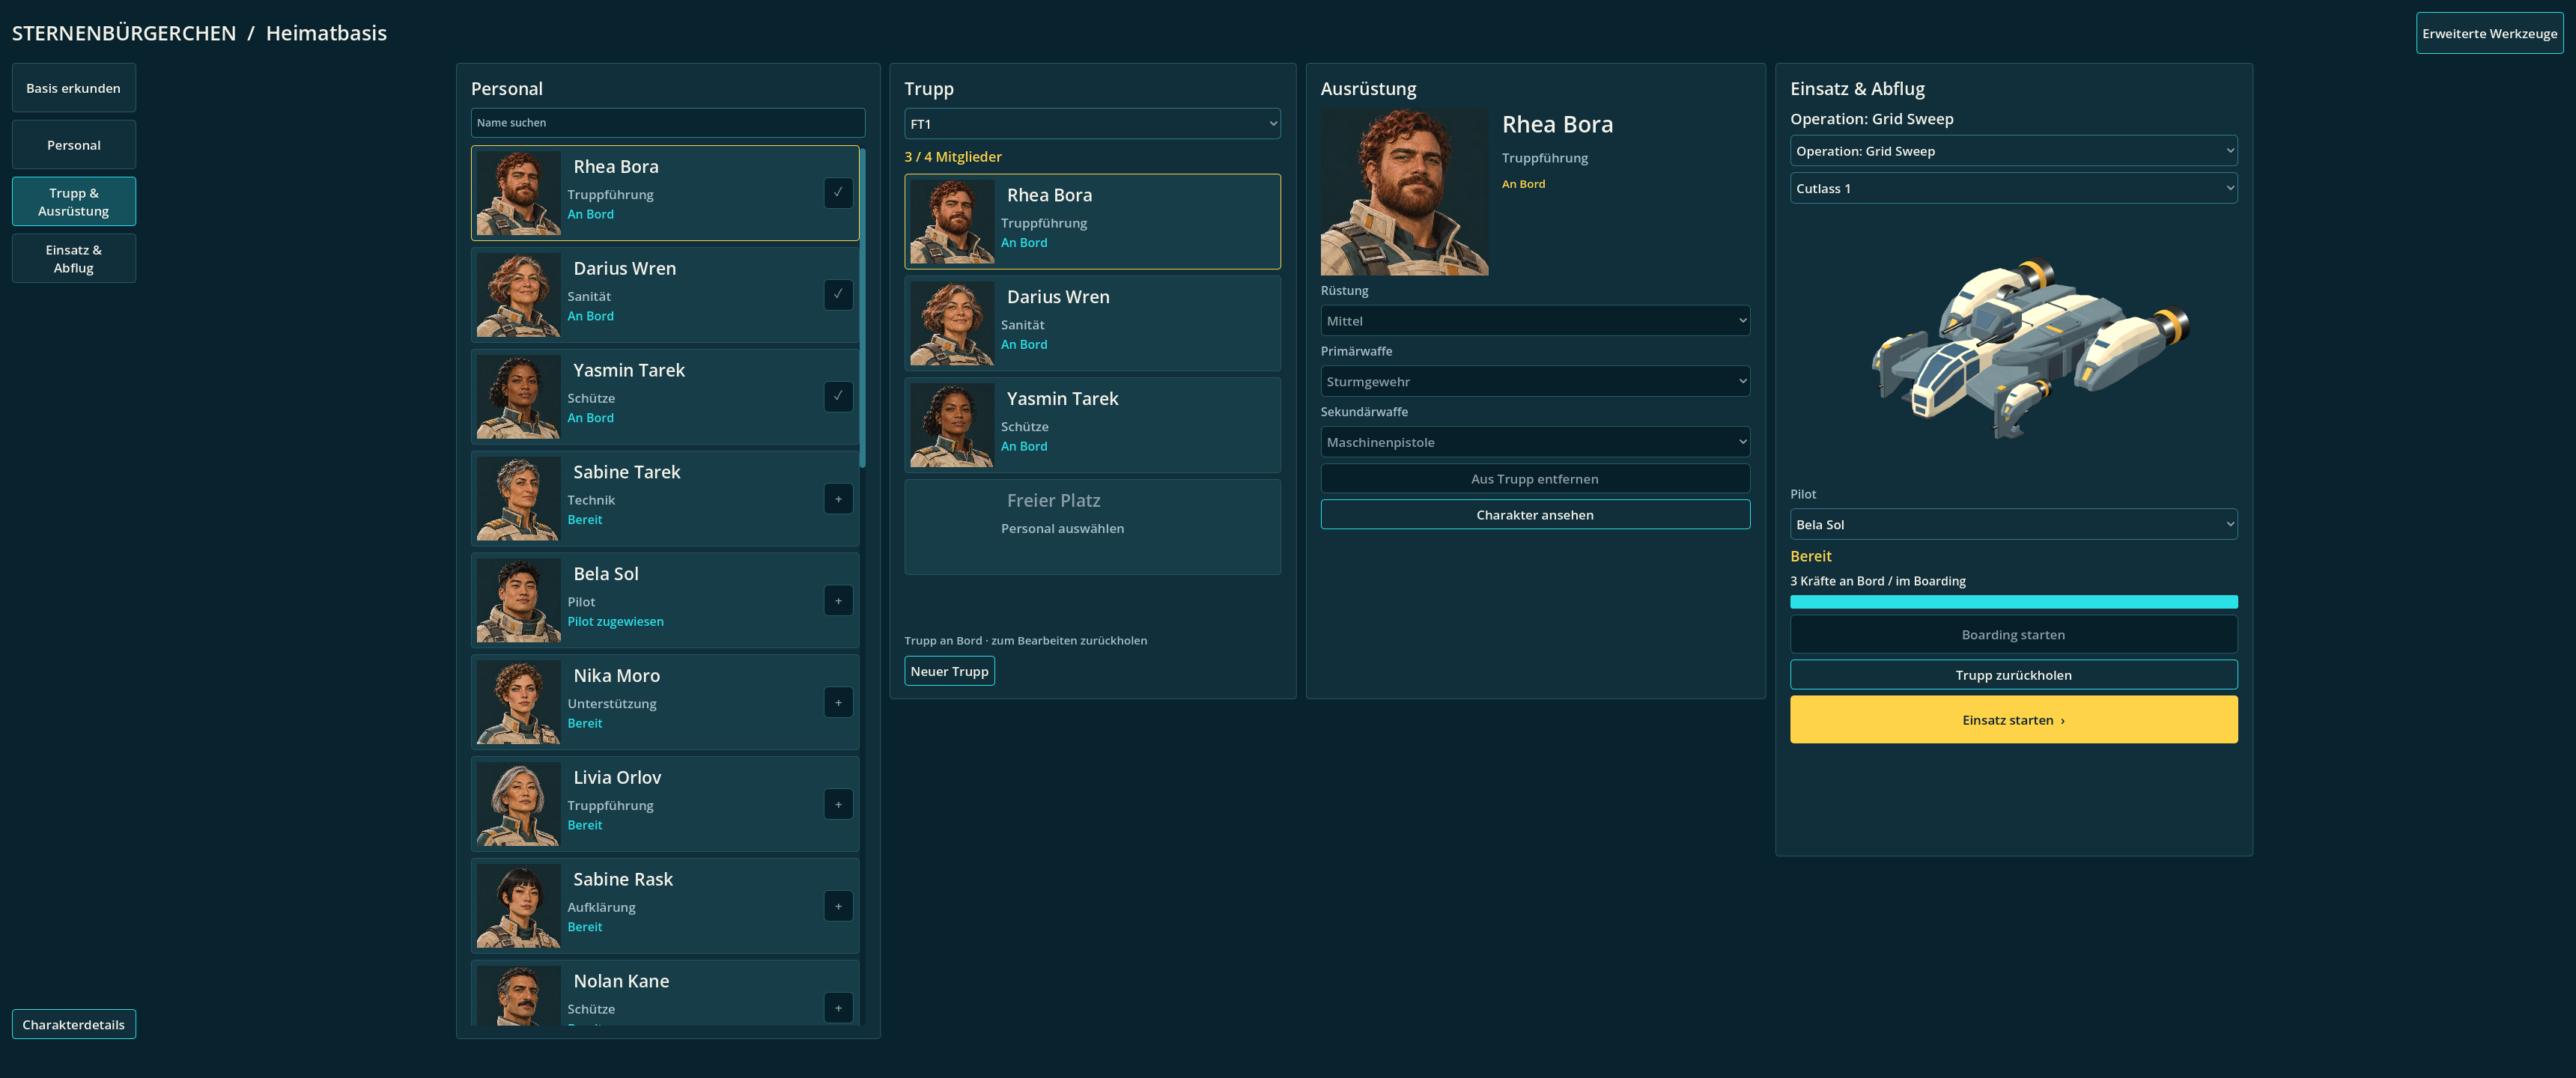 STERNENBÜRGERCHEN / Heimatbasis
Erweiterte Werkzeuge
Basis erkunden
Personal
Trupp &
Ausrüstung
Einsatz &
Abflug
Charakterdetails
Personal
Name suchen
Rhea Bora
Truppführung
An Bord
✓
Darius Wren
Sanität
An Bord
✓
Yasmin Tarek
Schütze
An Bord
✓
Sabine Tarek
Technik
Bereit
+
Bela Sol
Pilot
Pilot zugewiesen
+
Nika Moro
Unterstützung
Bereit
+
Livia Orlov
Truppführung
Bereit
+
Sabine Rask
Aufklärung
Bereit
+
Nolan Kane
Schütze
+
Trupp
FT1
3 / 4 Mitglieder
Rhea Bora
Truppführung
An Bord
Darius Wren
Sanität
An Bord
Yasmin Tarek
Schütze
An Bord
Freier Platz
Personal auswählen
Trupp an Bord · zum Bearbeiten zurückholen
Neuer Trupp
Ausrüstung
Rhea Bora
Truppführung
An Bord
Rüstung
Mittel
Primärwaffe
Sturmgewehr
Sekundärwaffe
Maschinenpistole
Aus Trupp entfernen
Charakter ansehen
Einsatz & Abflug
Operation: Grid Sweep
Operation: Grid Sweep
Cutlass 1
Pilot
Bela Sol
Bereit
3 Kräfte an Bord / im Boarding
Boarding starten
Trupp zurückholen
Einsatz starten ›